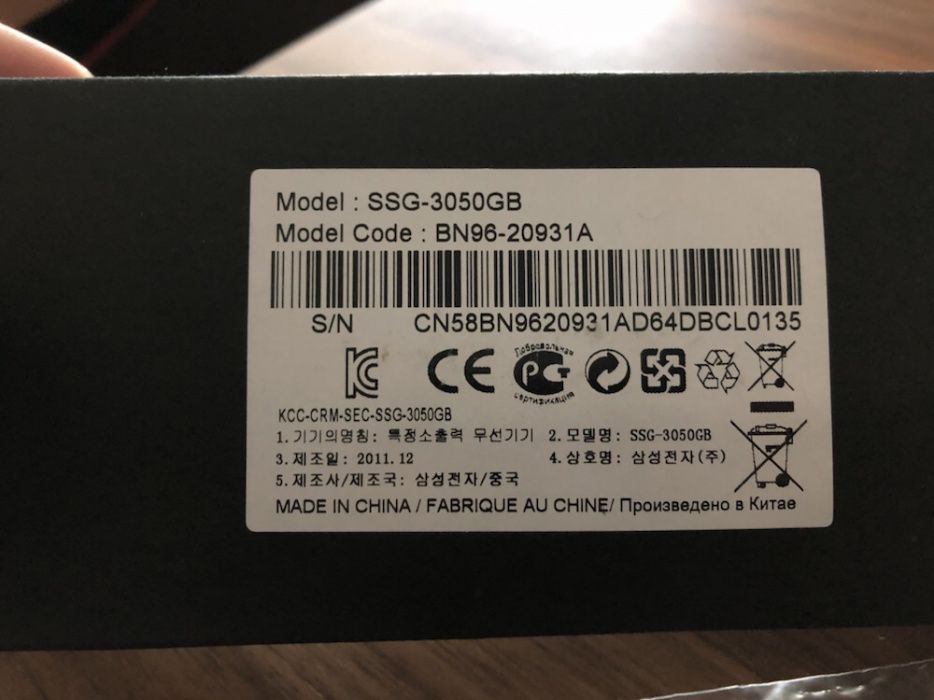 Model : SSG-3050GB
Model Code : BN96-20931A
S/N CN58BN9620931AD64DBCL0135
Добровольная
сертификация
KCC-CRM-SEC-SSG-3050GB
1.기기의명칭: 특정소출력 무선기기 2.모델명: SSG-3050GB
3.제조일: 2011.12 4.상호명: 삼성전자(주)
5.제조사/제조국: 삼성전자/중국
MADE IN CHINA / FABRIQUE AU CHINE/ Произведено в Китае